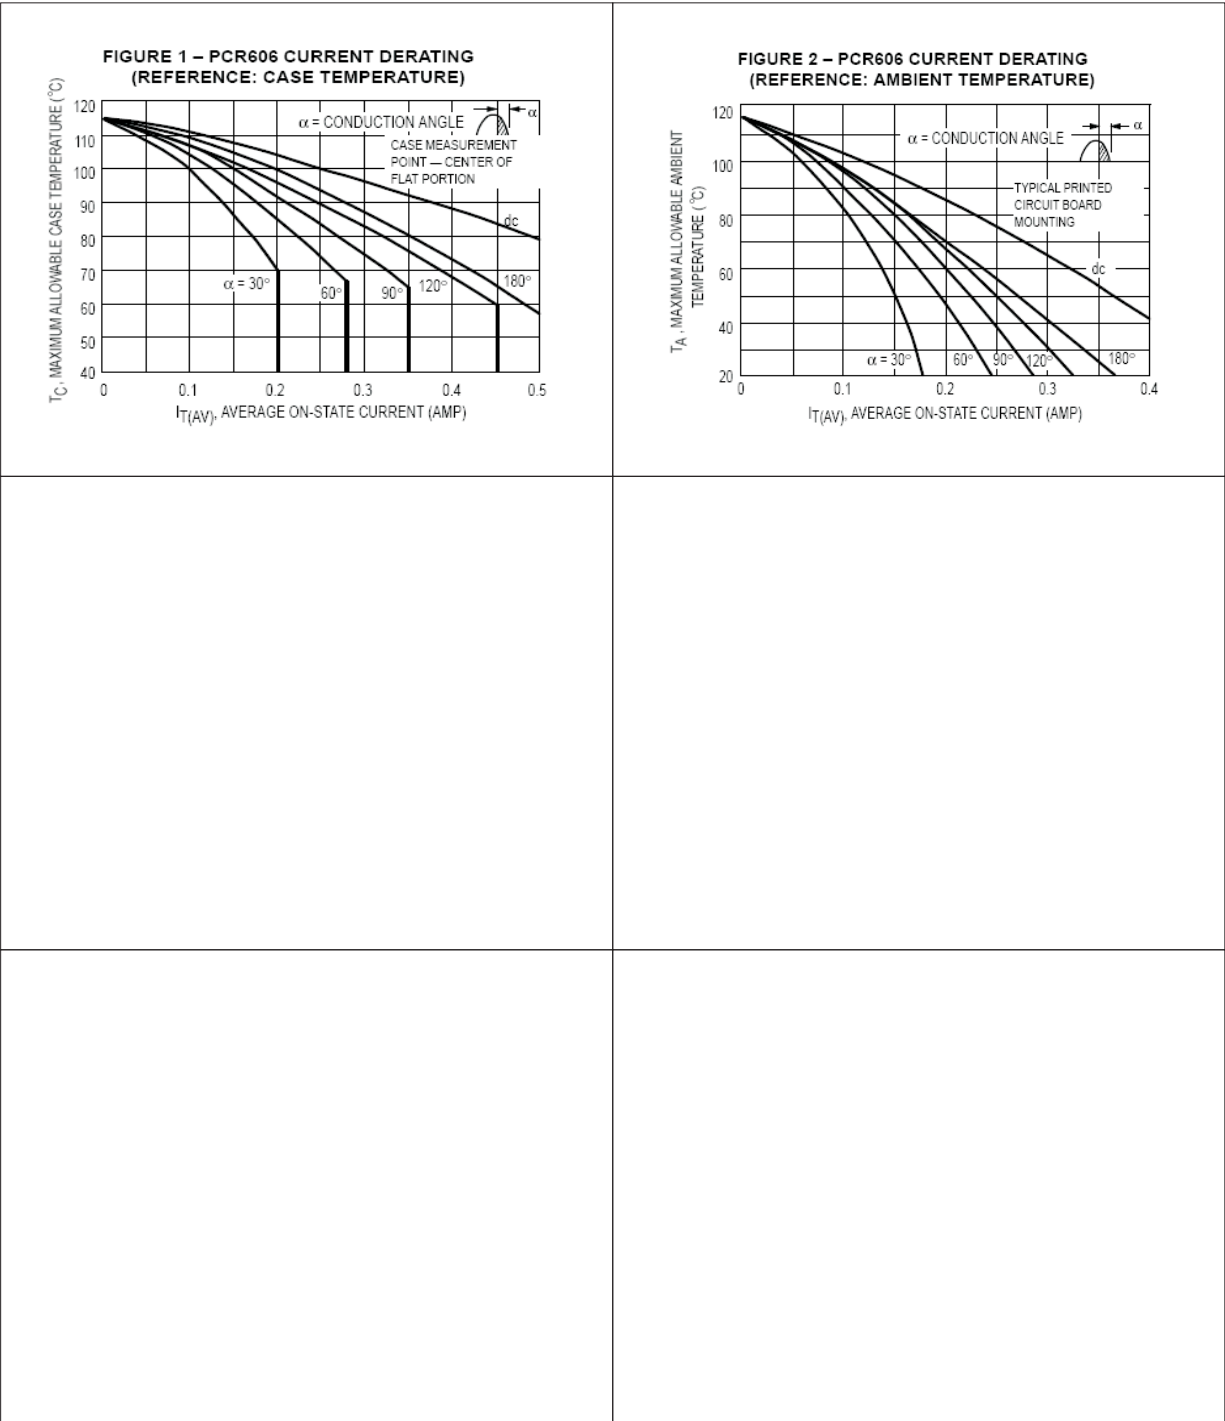 FIGURE 1 – PCR606 CURRENT DERATING
(REFERENCE: CASE TEMPERATURE)
TC, MAXIMUM ALLOWABLE CASE TEMPERATURE (°C)
120
110
100
90
80
70
60
50
40
α = CONDUCTION ANGLE
α
CASE MEASUREMENT
POINT — CENTER OF
FLAT PORTION
dc
α = 30°
60°
90°
120°
180°
0
0.1
0.2
0.3
0.4
0.5
IT(AV), AVERAGE ON-STATE CURRENT (AMP)
FIGURE 2 – PCR606 CURRENT DERATING
(REFERENCE: AMBIENT TEMPERATURE)
TA, MAXIMUM ALLOWABLE AMBIENT
TEMPERATURE (°C)
120
100
80
60
40
20
α = CONDUCTION ANGLE
α
TYPICAL PRINTED
CIRCUIT BOARD
MOUNTING
dc
α = 30°
60°
90°
120°
180°
0
0.1
0.2
0.3
0.4
IT(AV), AVERAGE ON-STATE CURRENT (AMP)